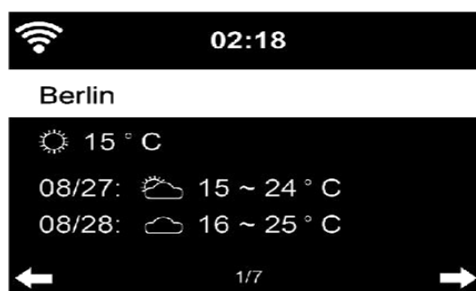 02:18
Berlin
15 ° C
08/27: 15 ~ 24 ° C
08/28: 16 ~ 25 ° C
1/7